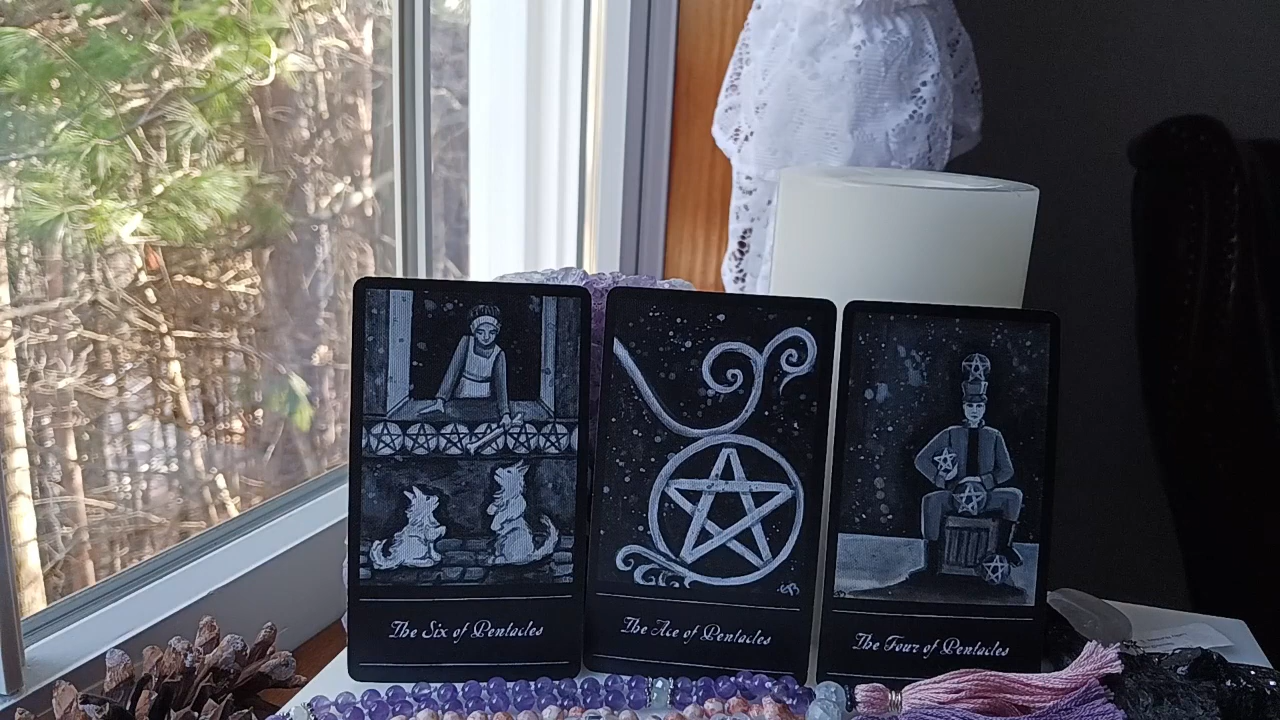 The Six of Pentacles
The Ace of Pentacles
The Four of Pentacles